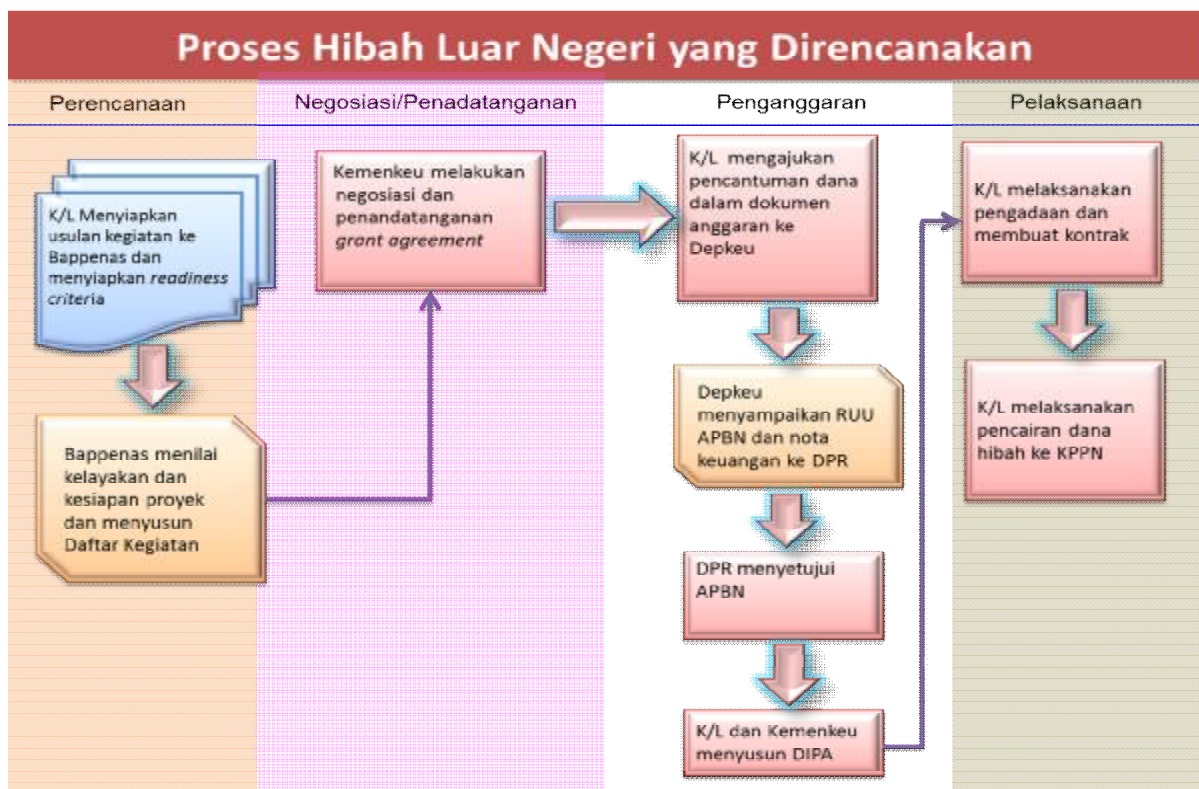 Proses Hibah Luar Negeri yang Direncanakan
Perencanaan
Negosiasi/Penadatanganan
Penganggaran
Pelaksanaan
K/L Menyiapkan
usulan kegiatan ke
Bappenas dan
menyiapkan readiness
criteria
Bappenas menilai
kelayakan dan
kesiapan proyek
dan menyusun
Daftar Kegiatan
Kemenkeu melakukan
negosiasi dan
penandatanganan
grant agreement
K/L mengajukan
pencantuman dana
dalam dokumen
anggaran ke
Depkeu
Depkeu
menyampaikan RUU
APBN dan nota
keuangan ke DPR
DPR menyetujui
APBN
K/L dan Kemenkeu
menyusun DIPA
K/L melaksanakan
pengadaan dan
membuat kontrak
K/L melaksanakan
pencairan dana
hibah ke KPPN